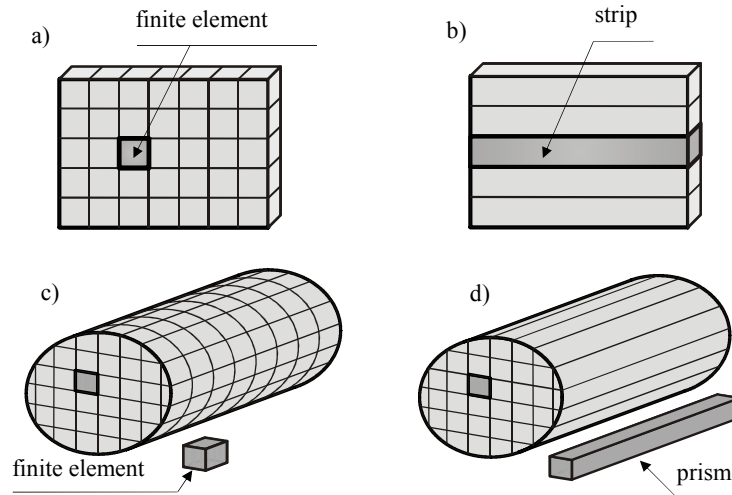 a)
finite element
b)
strip
c)
finite element
d)
prism